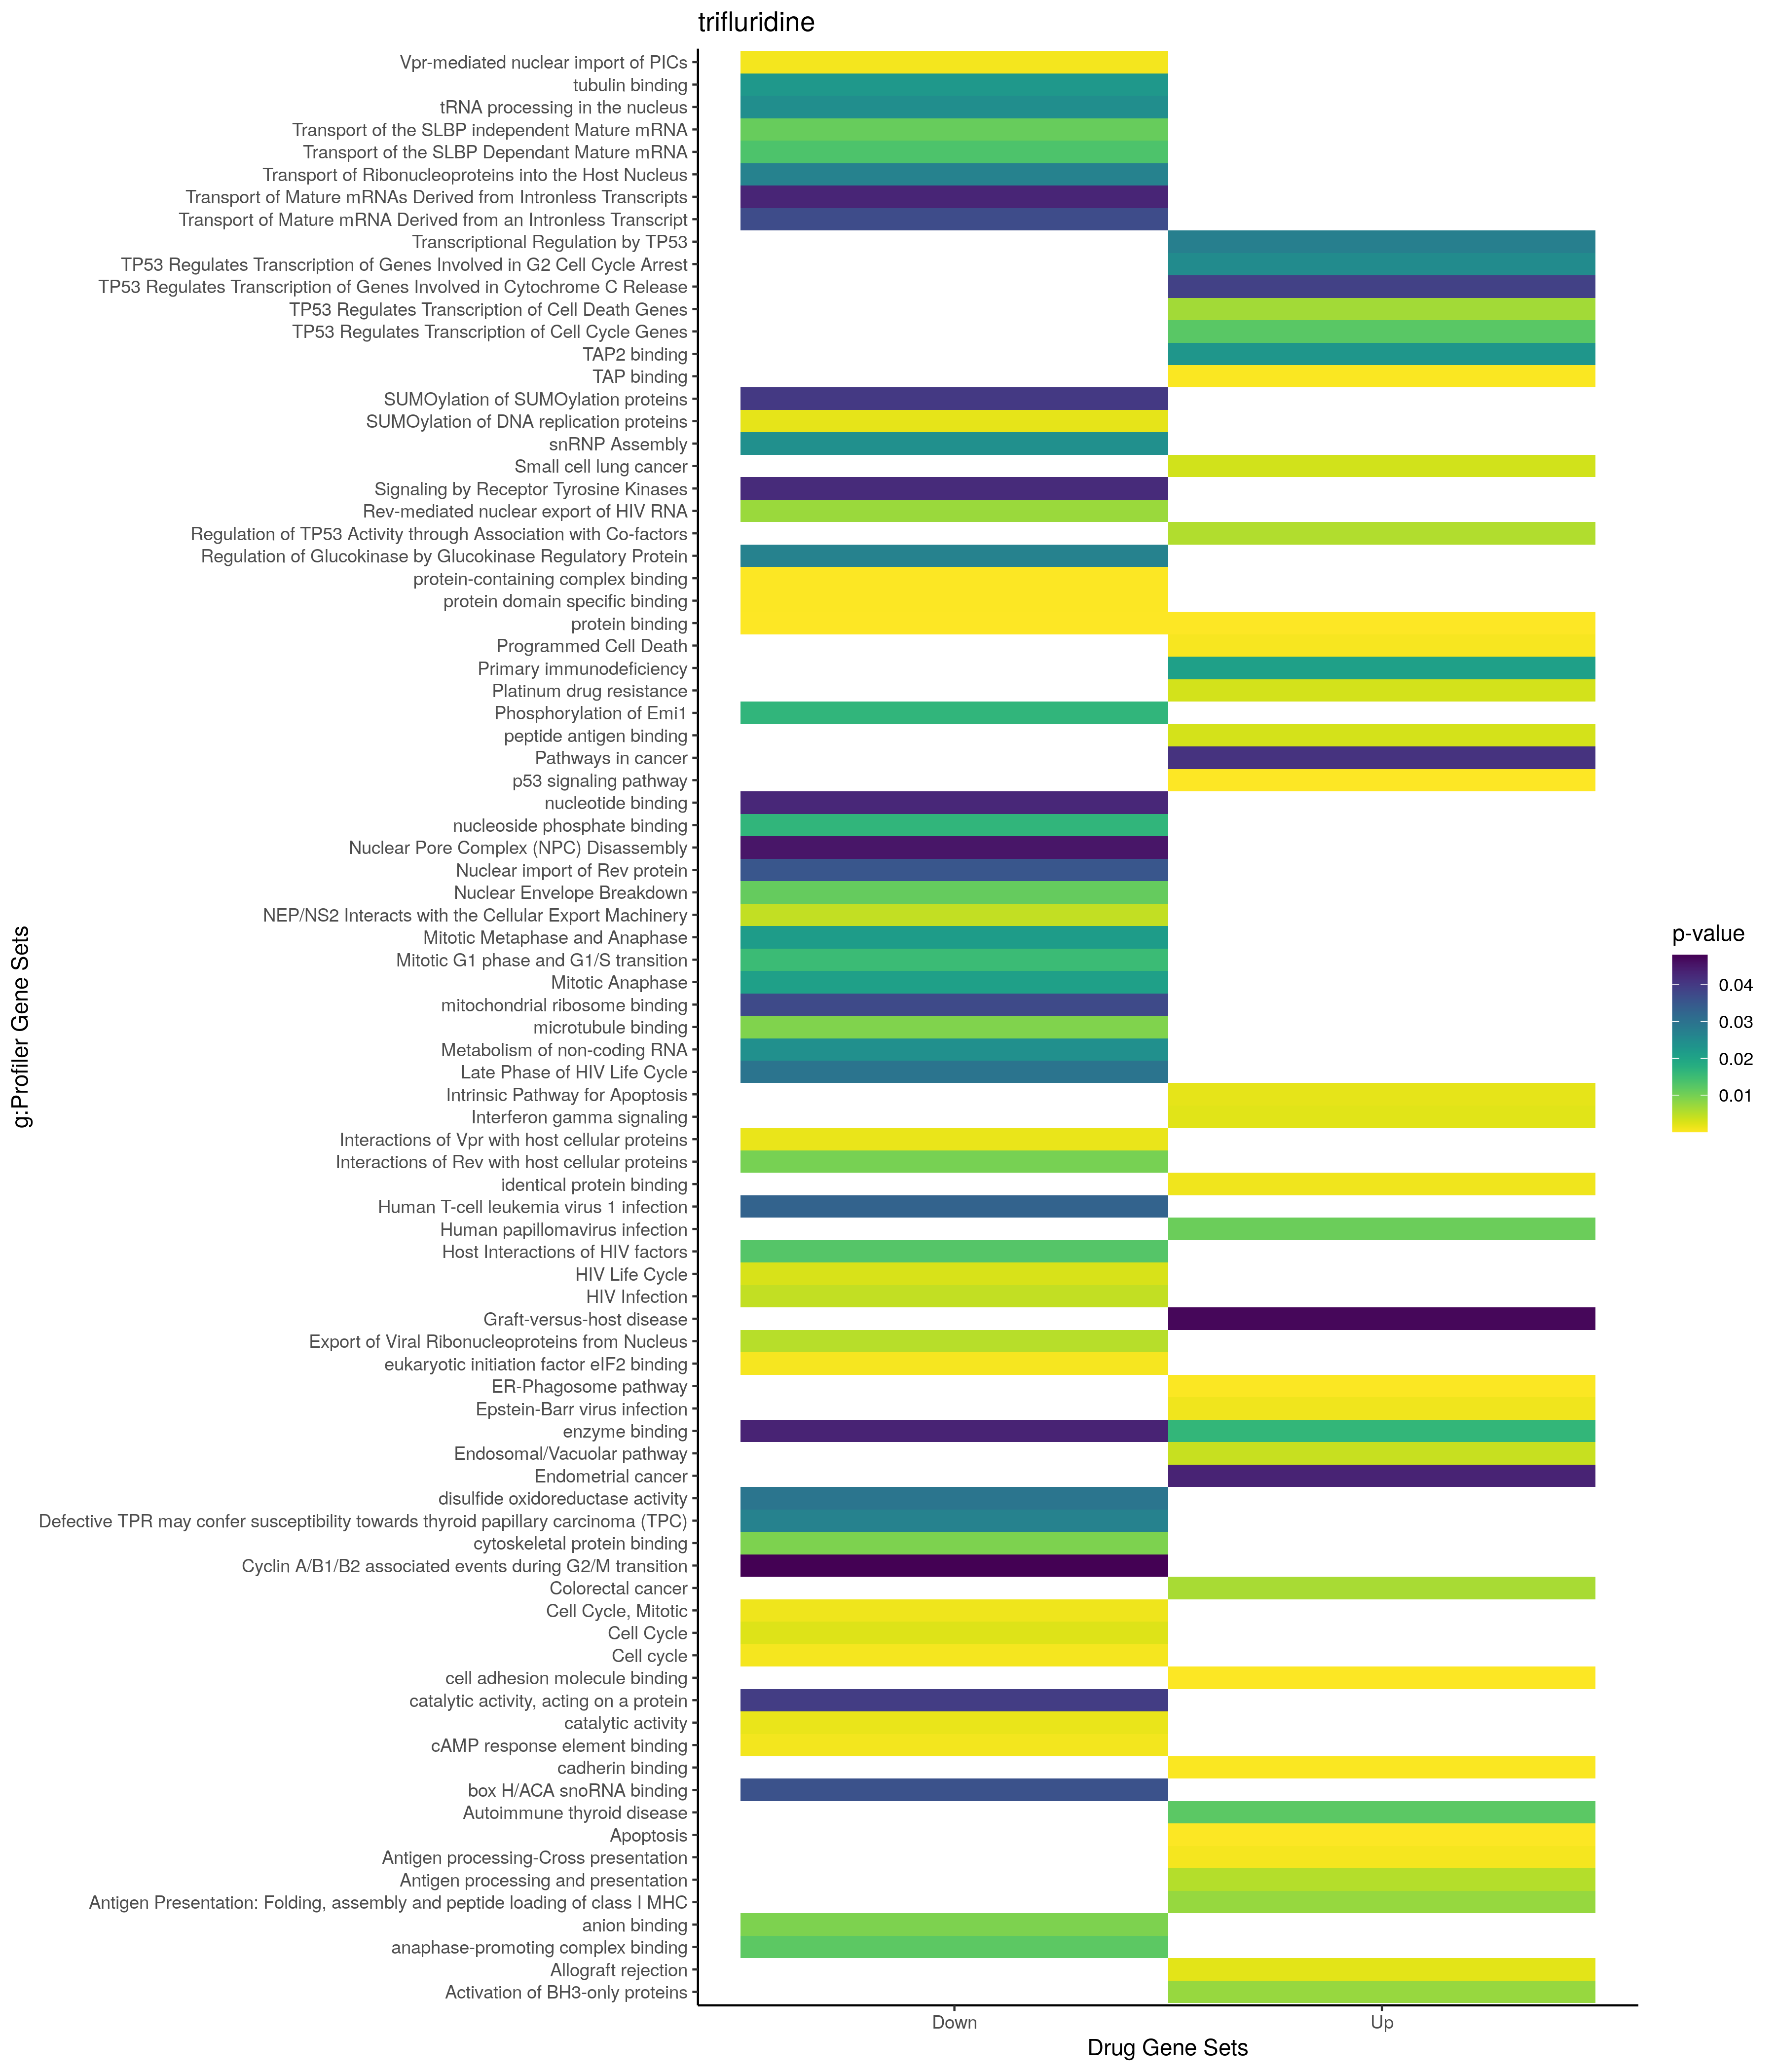 trifluridine
g:Profiler Gene Sets
Vpr-mediated nuclear import of PICs
tubulin binding
tRNA processing in the nucleus
Transport of the SLBP independent Mature mRNA
Transport of the SLBP Dependant Mature mRNA
Transport of Ribonucleoproteins into the Host Nucleus
Transport of Mature mRNAs Derived from Intronless Transcripts
Transport of Mature mRNA Derived from an Intronless Transcript
Transcriptional Regulation by TP53
TP53 Regulates Transcription of Genes Involved in G2 Cell Cycle Arrest
TP53 Regulates Transcription of Genes Involved in Cytochrome C Release
TP53 Regulates Transcription of Cell Death Genes
TP53 Regulates Transcription of Cell Cycle Genes
TAP2 binding
TAP binding
SUMOylation of SUMOylation proteins
SUMOylation of DNA replication proteins
snRNP Assembly
Small cell lung cancer
Signaling by Receptor Tyrosine Kinases
Rev-mediated nuclear export of HIV RNA
Regulation of TP53 Activity through Association with Co-factors
Regulation of Glucokinase by Glucokinase Regulatory Protein
protein-containing complex binding
protein domain specific binding
protein binding
Programmed Cell Death
Primary immunodeficiency
Platinum drug resistance
Phosphorylation of Emi1
peptide antigen binding
Pathways in cancer
p53 signaling pathway
nucleotide binding
nucleoside phosphate binding
Nuclear Pore Complex (NPC) Disassembly
Nuclear import of Rev protein
Nuclear Envelope Breakdown
NEP/NS2 Interacts with the Cellular Export Machinery
Mitotic Metaphase and Anaphase
Mitotic G1 phase and G1/S transition
Mitotic Anaphase
mitochondrial ribosome binding
microtubule binding
Metabolism of non-coding RNA
Late Phase of HIV Life Cycle
Intrinsic Pathway for Apoptosis
Interferon gamma signaling
Interactions of Vpr with host cellular proteins
Interactions of Rev with host cellular proteins
identical protein binding
Human T-cell leukemia virus 1 infection
Human papillomavirus infection
Host Interactions of HIV factors
HIV Life Cycle
HIV Infection
Graft-versus-host disease
Export of Viral Ribonucleoproteins from Nucleus
eukaryotic initiation factor eIF2 binding
ER-Phagosome pathway
Epstein-Barr virus infection
enzyme binding
Endosomal/Vacuolar pathway
Endometrial cancer
disulfide oxidoreductase activity
Defective TPR may confer susceptibility towards thyroid papillary carcinoma (TPC)
cytoskeletal protein binding
Cyclin A/B1/B2 associated events during G2/M transition
Colorectal cancer
Cell Cycle, Mitotic
Cell Cycle
Cell cycle
cell adhesion molecule binding
catalytic activity, acting on a protein
catalytic activity
cAMP response element binding
cadherin binding
box H/ACA snoRNA binding
Autoimmune thyroid disease
Apoptosis
Antigen processing-Cross presentation
Antigen processing and presentation
Antigen Presentation: Folding, assembly and peptide loading of class I MHC
anion binding
anaphase-promoting complex binding
Allograft rejection
Activation of BH3-only proteins
Down
Up
Drug Gene Sets
p-value
0.04
0.03
0.02
0.01